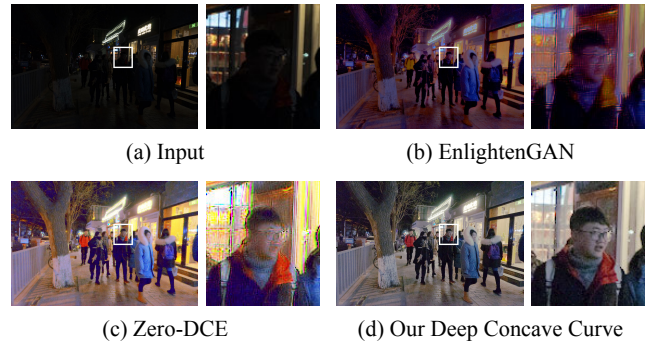 (a) Input
(b) EnlightenGAN
(c) Zero-DCE
(d) Our Deep Concave Curve